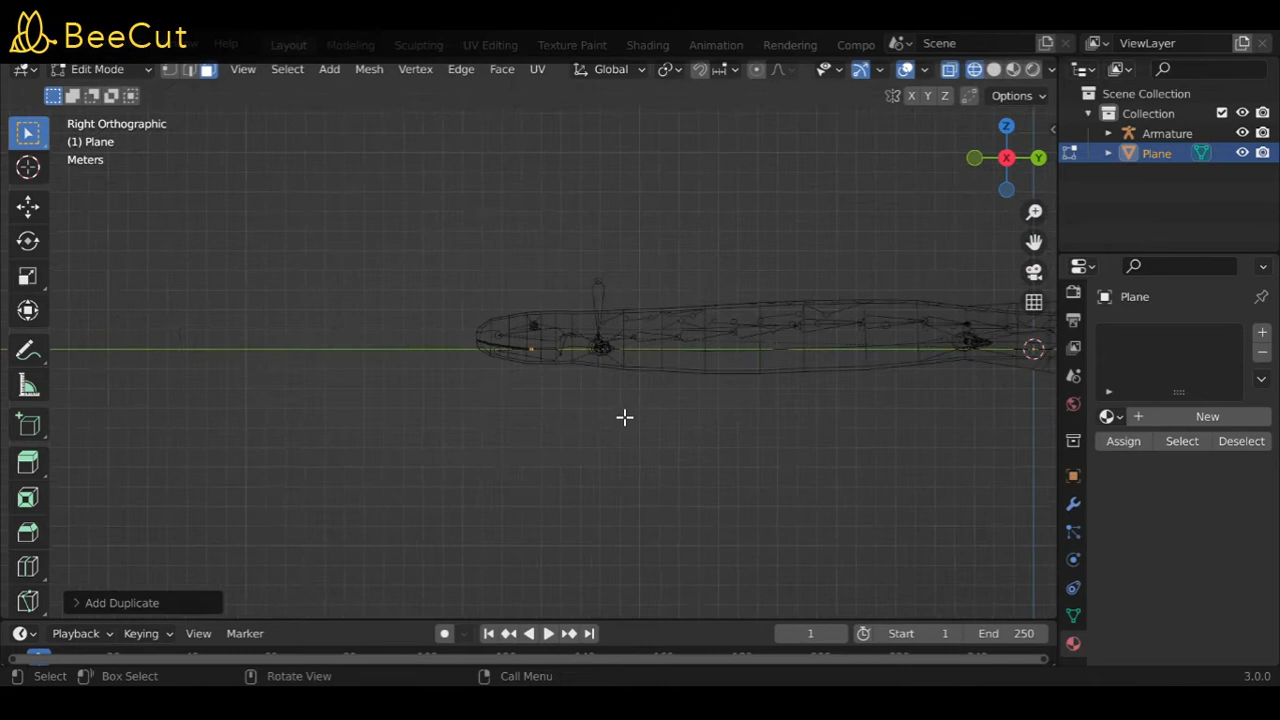 BeeCut
Help Layout Modeling Sculpting UV Editing Texture Paint Shading Animation Rendering Compo Scene ViewLayer
Edit Mode View Select Add Mesh Vertex Edge Face UV Global
X Y Z Options
Right Orthographic
(1) Plane
Meters
Z
X
Y
Scene Collection
Collection
Armature
Plane
Plane
New
Assign Select Deselect
Add Duplicate
Playback Keying View Marker 1 Start 1 End 250
Select Box Select Rotate View Call Menu 3.0.0